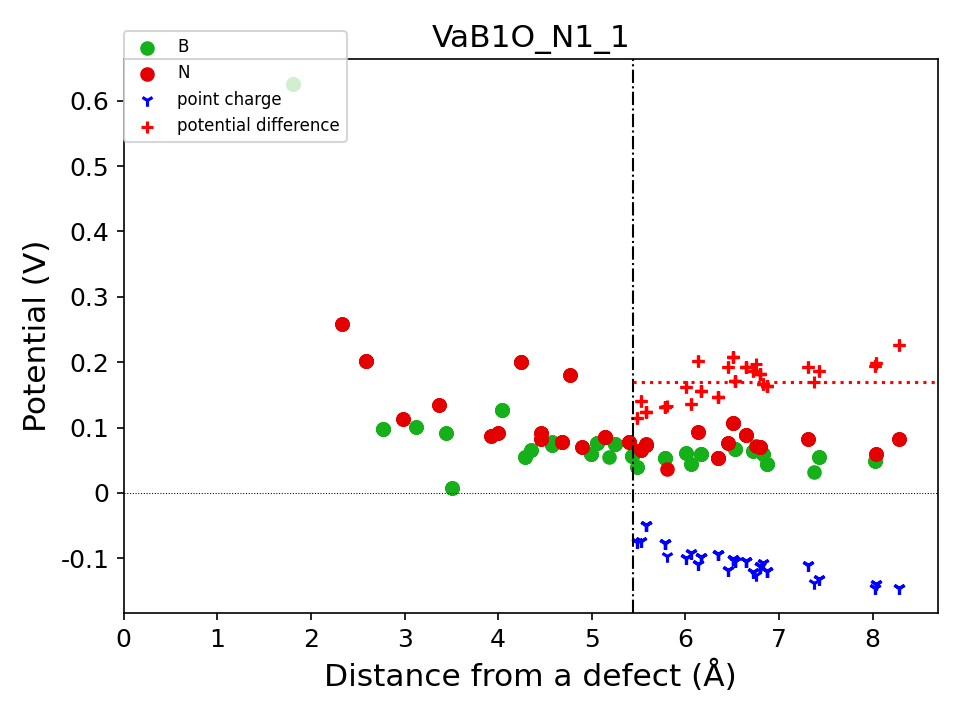 VaB1O_N1_1
B
N
point charge
potential difference
Potential (V)
0.6
0.5
0.4
0.3
0.2
0.1
0
-0.1
0 1 2 3 4 5 6 7 8
Distance from a defect (Å)